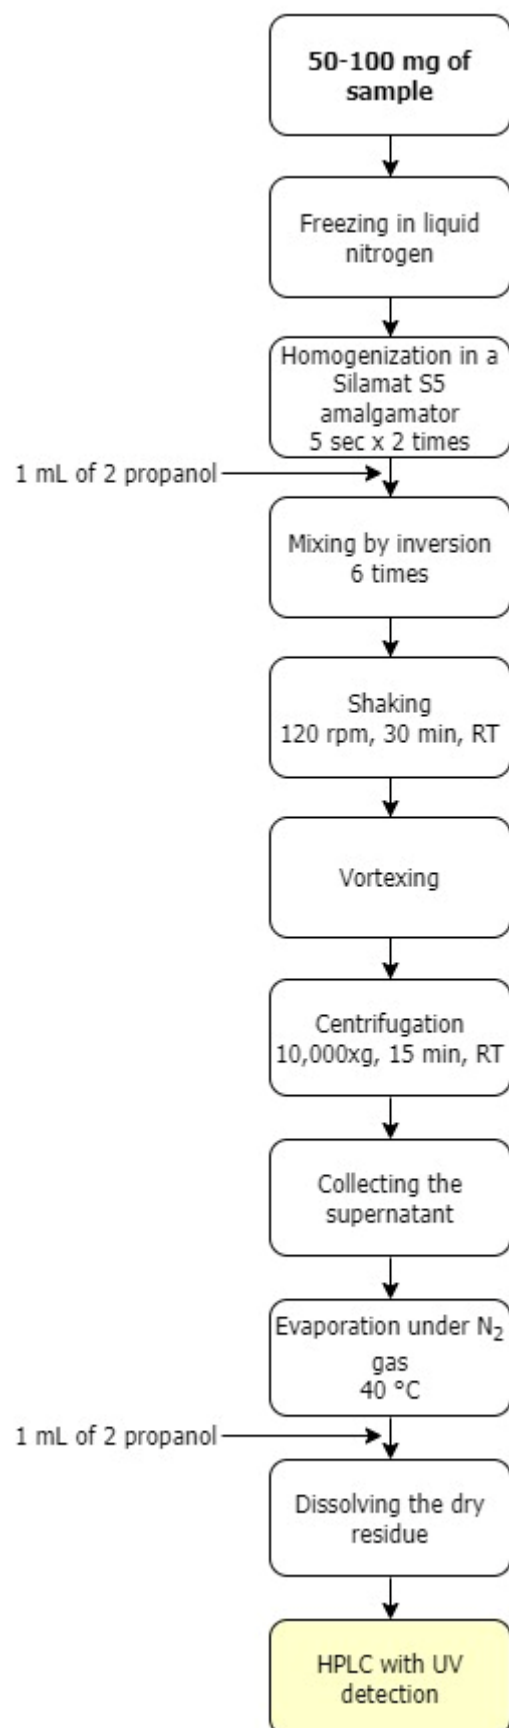 50-100 mg of
sample
Freezing in liquid
nitrogen
Homogenization in a
Silamat S5
amalgamator
5 sec x 2 times
1 mL of 2 propanol
Mixing by inversion
6 times
Shaking
120 rpm, 30 min, RT
Vortexing
Centrifugation
10,000xg, 15 min, RT
Collecting the
supernatant
Evaporation under N₂
gas
40 °C
1 mL of 2 propanol
Dissolving the dry
residue
HPLC with UV
detection